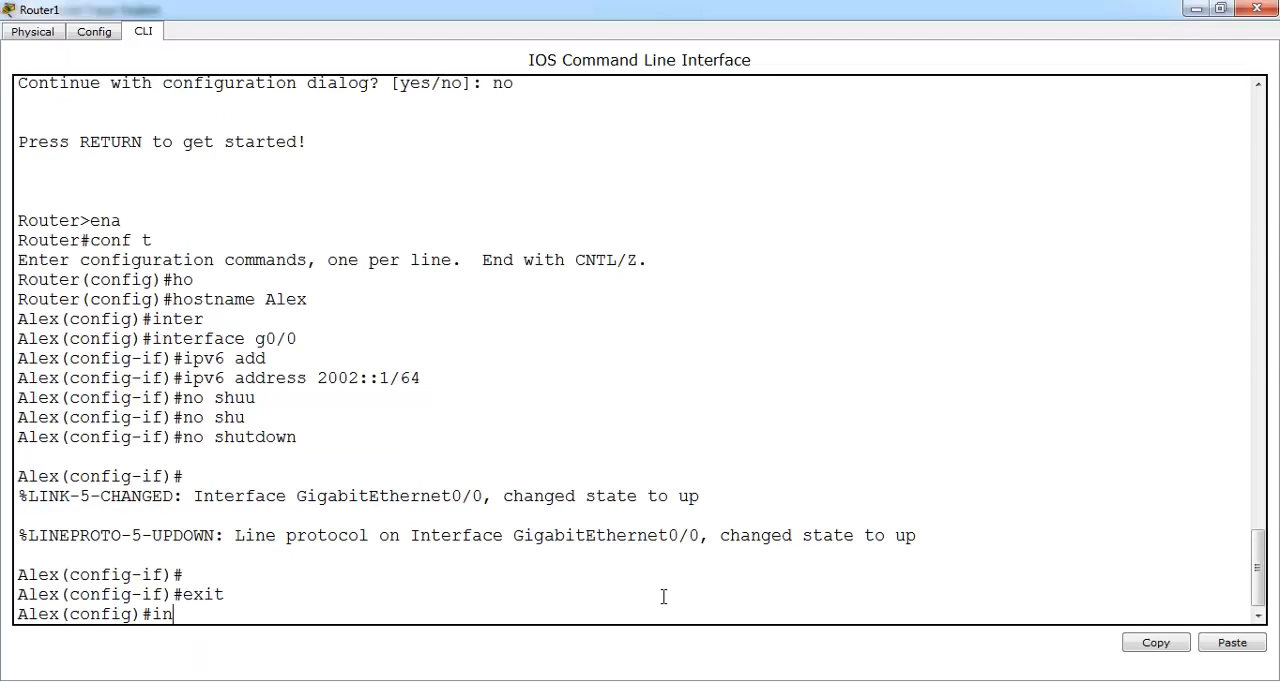 Router1
Physical Config CLI
IOS Command Line Interface
Continue with configuration dialog? [yes/no]: no
Press RETURN to get started!
Router>ena
Router#conf t
Enter configuration commands, one per line.  End with CNTL/Z.
Router(config)#ho
Router(config)#hostname Alex
Alex(config)#inter
Alex(config)#interface g0/0
Alex(config-if)#ipv6 add
Alex(config-if)#ipv6 address 2002::1/64
Alex(config-if)#no shuu
Alex(config-if)#no shu
Alex(config-if)#no shutdown
Alex(config-if)#
%LINK-5-CHANGED: Interface GigabitEthernet0/0, changed state to up
%LINEPROTO-5-UPDOWN: Line protocol on Interface GigabitEthernet0/0, changed state to up
Alex(config-if)#
Alex(config-if)#exit
Alex(config)#in
Copy Paste